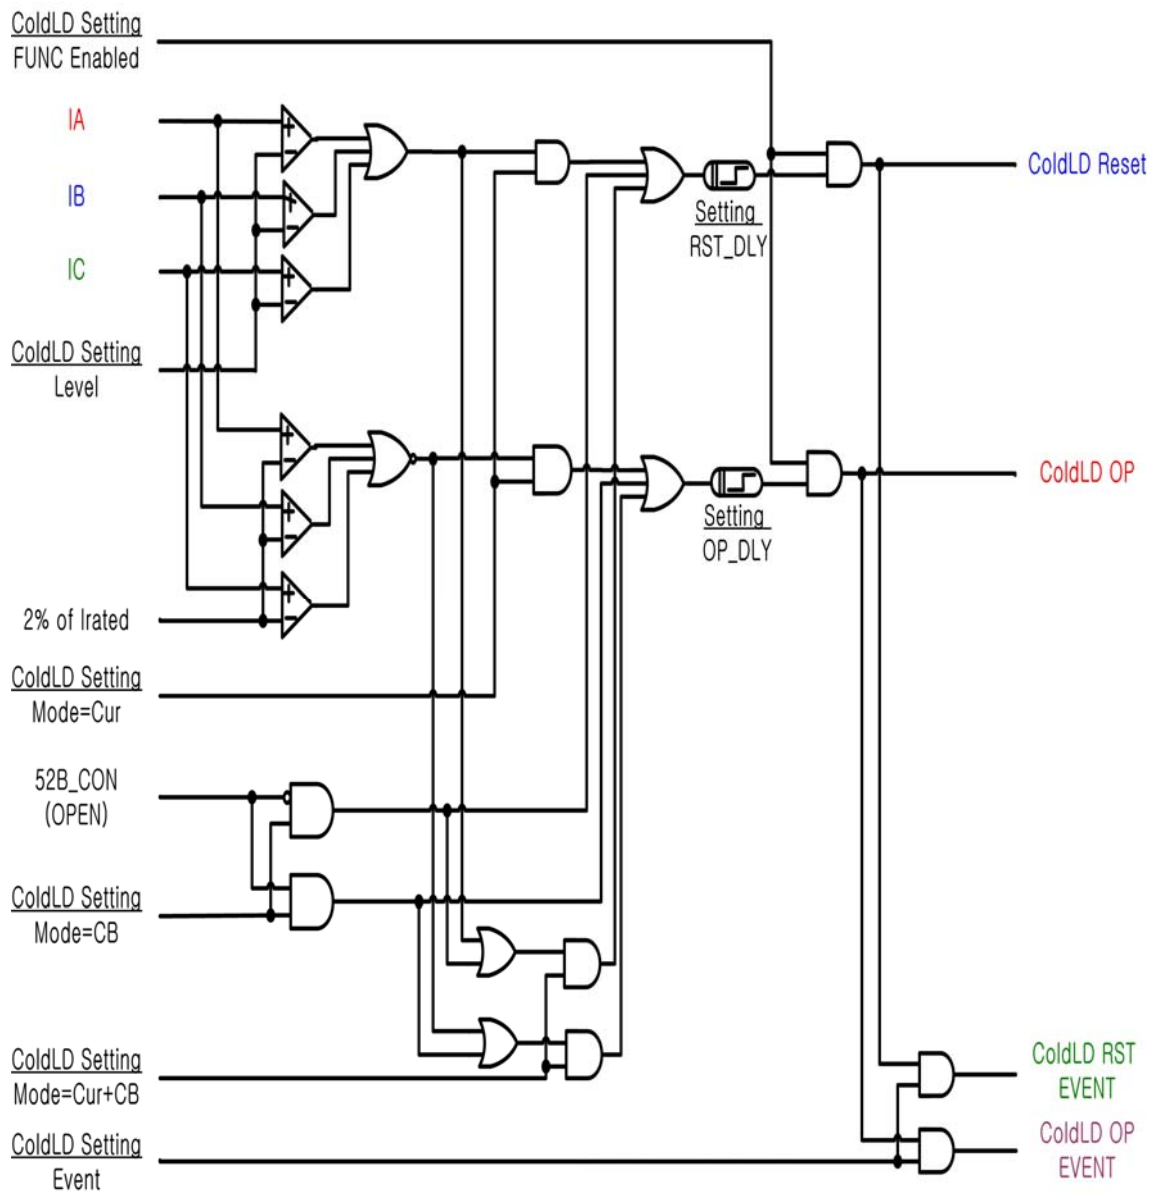 ColdLD Setting
FUNC Enabled
IA
IB
IC
ColdLD Setting
Level
2% of Irated
ColdLD Setting
Mode=Cur
52B_CON
(OPEN)
ColdLD Setting
Mode=CB
ColdLD Setting
Mode=Cur+CB
ColdLD Setting
Event
+
−
+
−
+
−
+
−
+
−
+
−
Setting
RST_DLY
Setting
OP_DLY
ColdLD Reset
ColdLD OP
ColdLD RST
EVENT
ColdLD OP
EVENT